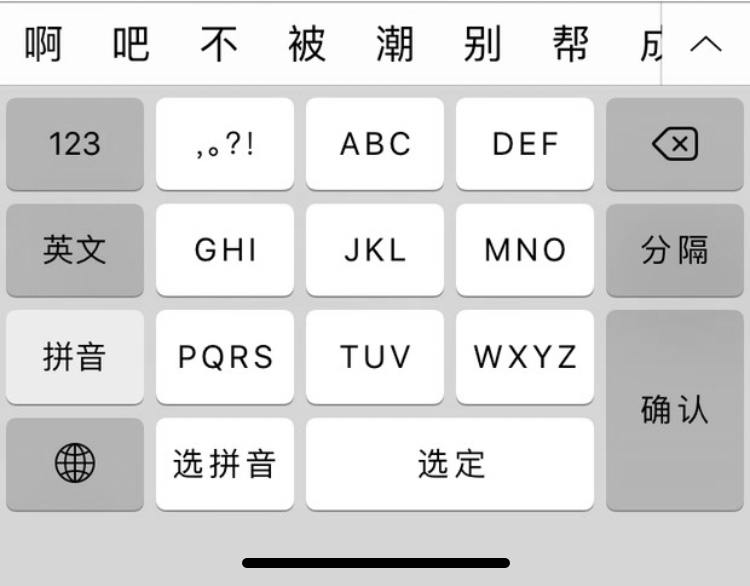 啊 吧 不 被 潮 别 帮
123 ,。?! ABC DEF
英文 GHI JKL MNO 分隔
拼音 PQRS TUV WXYZ
确认
选拼音 选定